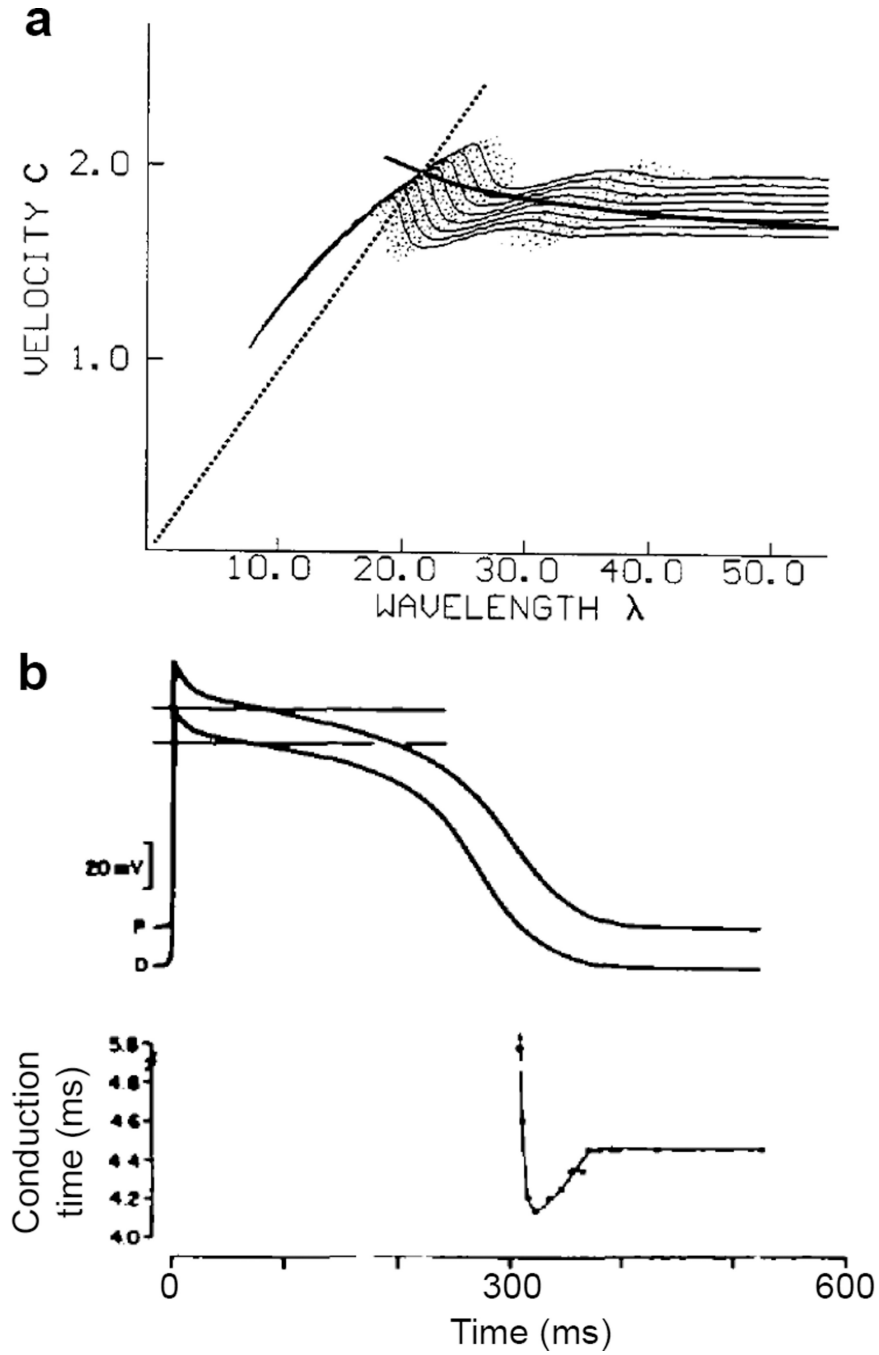 a
VELOCITY C
2.0
1.0
10.0 20.0 30.0 40.0 50.0
WAVELENGTH λ
b
20 mV
P
D
Conduction
time (ms)
4.8
4.6
4.4
4.2
4.0
0 300 600
Time (ms)